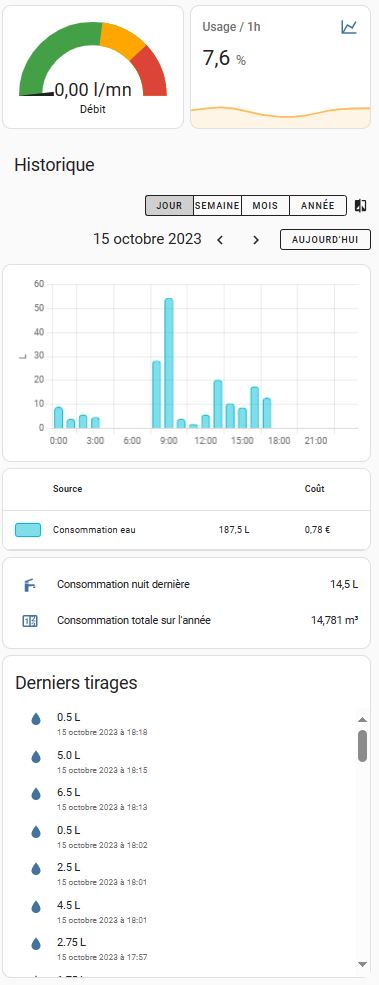 0,00 l/mn
Débit
Usage / 1h
7,6 %
Historique
JOUR SEMAINE MOIS ANNÉE
15 octobre 2023 AUJOURD'HUI
60
50
40
30
20
10
0
L
0:00 3:00 6:00 9:00 12:00 15:00 18:00 21:00
Source Coût
Consommation eau 187,5 L 0,78 €
Consommation nuit dernière 14,5 L
Consommation totale sur l'année 14,781 m³
Derniers tirages
0.5 L
15 octobre 2023 à 18:18
5.0 L
15 octobre 2023 à 18:15
6.5 L
15 octobre 2023 à 18:13
0.5 L
15 octobre 2023 à 18:02
2.5 L
15 octobre 2023 à 18:01
4.5 L
15 octobre 2023 à 18:01
2.75 L
15 octobre 2023 à 17:57